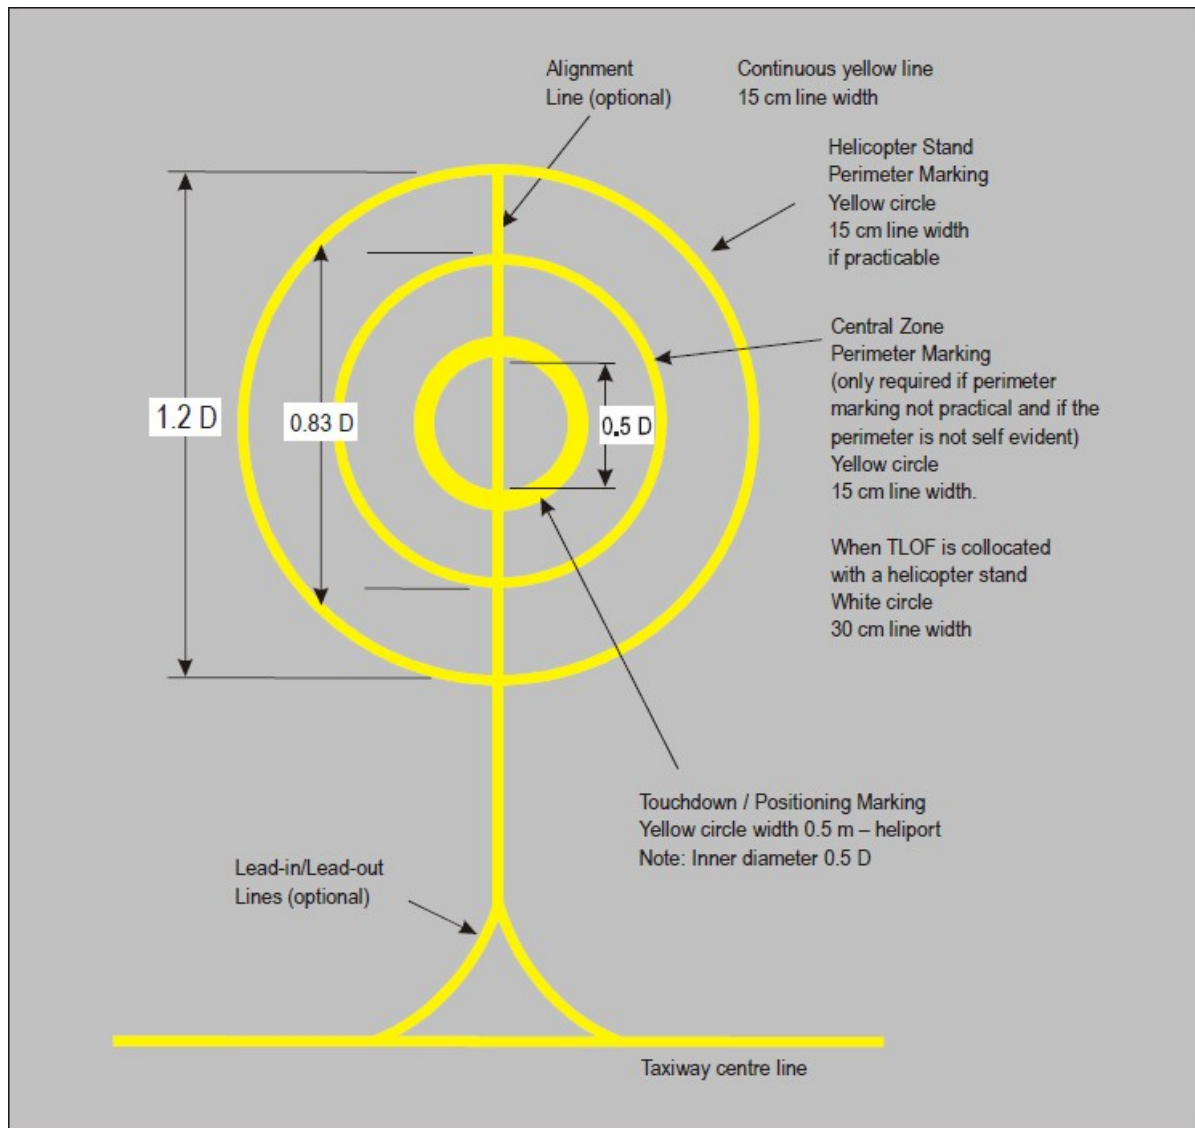 Alignment
Line (optional)
Continuous yellow line
15 cm line width
Helicopter Stand
Perimeter Marking
Yellow circle
15 cm line width
if practicable
Central Zone
Perimeter Marking
(only required if perimeter
marking not practical and if the
perimeter is not self evident)
Yellow circle
15 cm line width.
When TLOF is collocated
with a helicopter stand
White circle
30 cm line width
1.2 D
0.83 D
0.5 D
Touchdown / Positioning Marking
Yellow circle width 0.5 m – heliport
Note: Inner diameter 0.5 D
Lead-in/Lead-out
Lines (optional)
Taxiway centre line